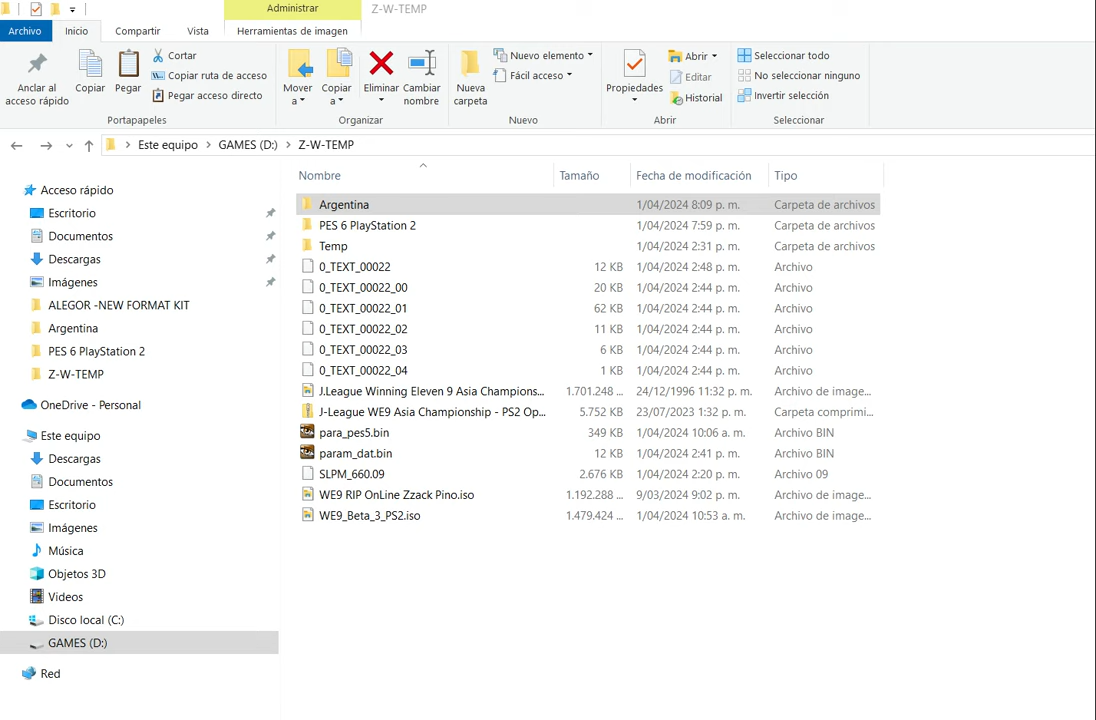 Administrar
Z-W-TEMP
Archivo
Inicio
Compartir
Vista
Herramientas de imagen
Anclar al
acceso rápido
Copiar
Pegar
Cortar
Copiar ruta de acceso
Pegar acceso directo
Portapapeles
Mover
a
Copiar
a
Eliminar
Cambiar
nombre
Organizar
Nueva
carpeta
Nuevo elemento
Fácil acceso
Nuevo
Propiedades
Abrir
Editar
Historial
Abrir
Seleccionar todo
No seleccionar ninguno
Invertir selección
Seleccionar
Este equipo
GAMES (D:)
Z-W-TEMP
Acceso rápido
Escritorio
Documentos
Descargas
Imágenes
ALEGOR -NEW FORMAT KIT
Argentina
PES 6 PlayStation 2
Z-W-TEMP
OneDrive - Personal
Este equipo
Descargas
Documentos
Escritorio
Imágenes
Música
Objetos 3D
Videos
Disco local (C:)
GAMES (D:)
Red
Nombre Tamaño Fecha de modificación Tipo
Argentina 1/04/2024 8:09 p. m. Carpeta de archivos
PES 6 PlayStation 2 1/04/2024 7:59 p. m. Carpeta de archivos
Temp 1/04/2024 2:31 p. m. Carpeta de archivos
0_TEXT_00022 12 KB 1/04/2024 2:48 p. m. Archivo
0_TEXT_00022_00 20 KB 1/04/2024 2:44 p. m. Archivo
0_TEXT_00022_01 62 KB 1/04/2024 2:44 p. m. Archivo
0_TEXT_00022_02 11 KB 1/04/2024 2:44 p. m. Archivo
0_TEXT_00022_03 6 KB 1/04/2024 2:44 p. m. Archivo
0_TEXT_00022_04 1 KB 1/04/2024 2:44 p. m. Archivo
J.League Winning Eleven 9 Asia Champions... 1.701.248 ... 24/12/1996 11:32 p. m. Archivo de image...
J-League WE9 Asia Championship - PS2 Op... 5.752 KB 23/07/2023 1:32 p. m. Carpeta comprimi...
para_pes5.bin 349 KB 1/04/2024 10:06 a. m. Archivo BIN
param_dat.bin 12 KB 1/04/2024 2:41 p. m. Archivo BIN
SLPM_660.09 2.676 KB 1/04/2024 2:20 p. m. Archivo 09
WE9 RIP OnLine Zzack Pino.iso 1.192.288 ... 9/03/2024 9:02 p. m. Archivo de image...
WE9_Beta_3_PS2.iso 1.479.424 ... 1/04/2024 10:53 a. m. Archivo de image...